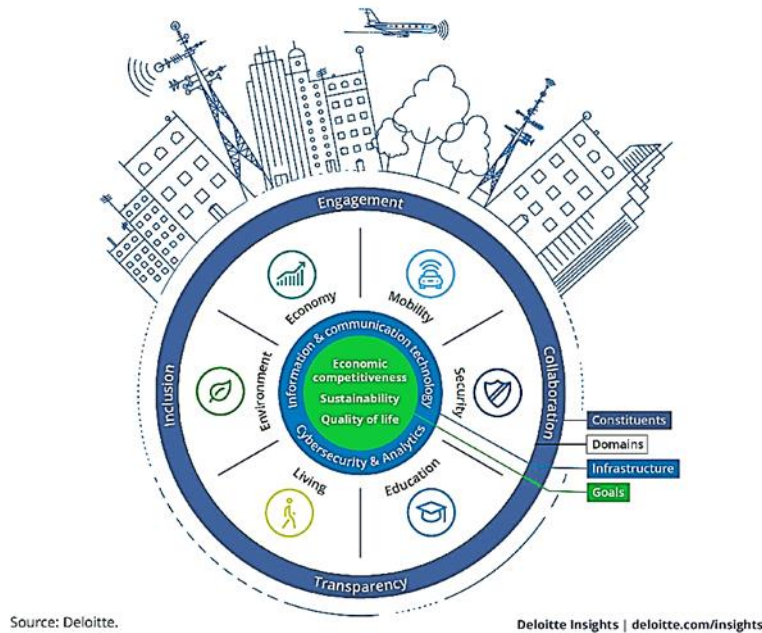 Engagement
Economy
Mobility
Inclusion
Environment
Information & communication technology
Economic
competitiveness
Sustainability
Quality of life
Cybersecurity & Analytics
Security
Collaboration
Living
Education
Transparency
Constituents
Domains
Infrastructure
Goals
Source: Deloitte.
Deloitte Insights | deloitte.com/insights